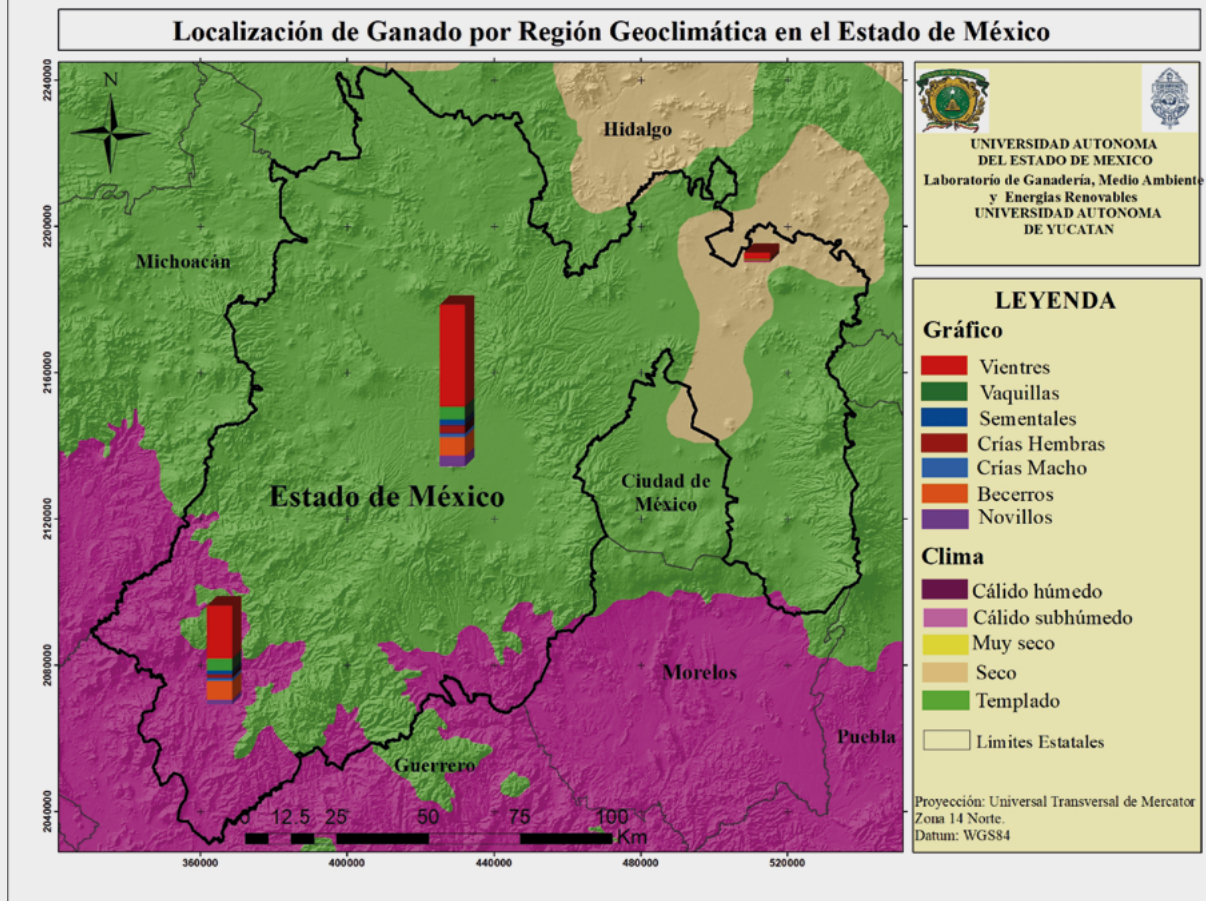 Localización de Ganado por Región Geoclimática en el Estado de México
N
2240000
2200000
2160000
2120000
2080000
2040000
Hidalgo
Michoacán
Estado de México
Ciudad de
México
Morelos
Puebla
Guerrero
0 12.5 25 50 75 100
Km
360000 400000 440000 480000 520000
UNIVERSIDAD AUTONOMA
DEL ESTADO DE MEXICO
Laboratorío de Ganadería, Medio Ambiente
y Energias Renovables
UNIVERSIDAD AUTONOMA
DE YUCATAN
LEYENDA
Gráfico
Vientres
Vaquillas
Sementales
Crías Hembras
Crías Macho
Becerros
Novillos
Clima
Cálido húmedo
Cálido subhúmedo
Muy seco
Seco
Templado
Límites Estatales
Proyección: Universal Transversal de Mercator
Zona 14 Norte.
Datum: WGS84